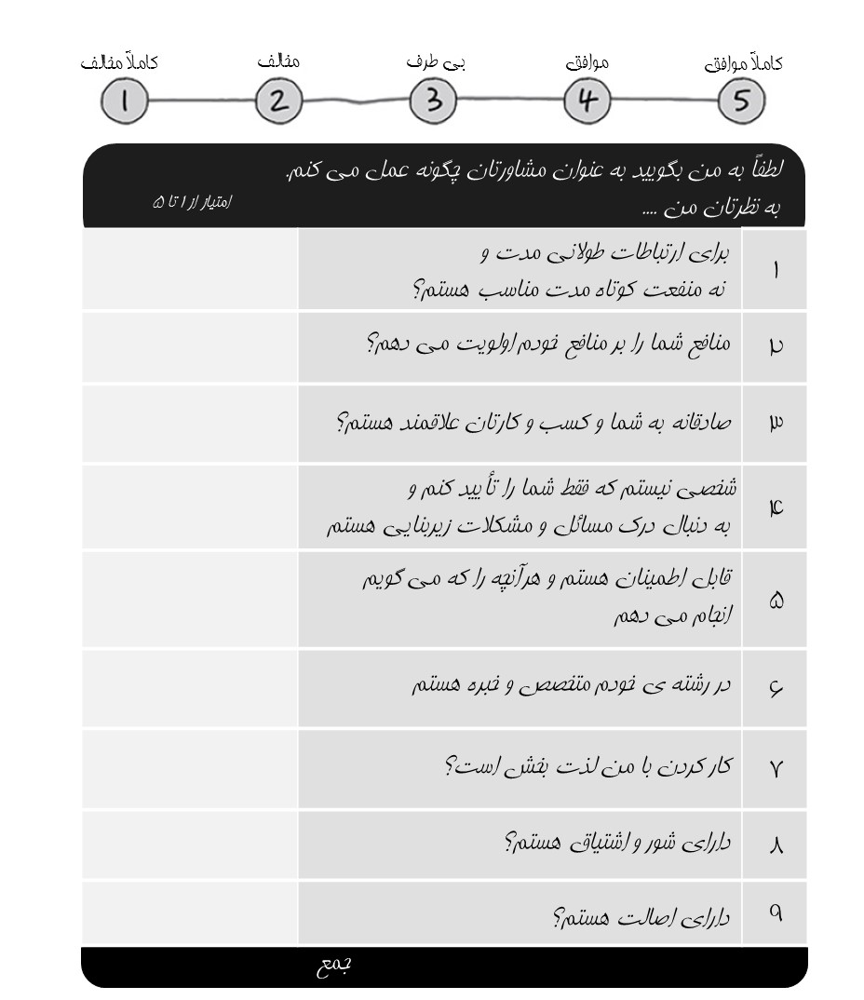 کاملاً موافق موافق بی طرف مخالف کاملاً مخالف
5 4 3 2 1
لطفاً به من بگویید به عنوان مشاورتان چگونه عمل می کنم.
به نظرتان من ....
امتیاز از ۱ تا ۵
۱
برای ارتباطات طولانی مدت و
نه منفعت کوتاه مدت مناسب هستم؟
۲
منافع شما را بر منافع خودم اولویت می دهم؟
۳
صادقانه به شما و کسب و کارتان علاقمند هستم؟
۴
شخصی نیستم که فقط شما را تأیید کنم و
به دنبال درک مسائل و مشکلات زیربنایی هستم
۵
قابل اطمینان هستم و هرآنچه را که می گویم
انجام می دهم
۶
در رشته ی خودم متخصص و خبره هستم
۷
کار کردن با من لذت بخش است؟
۸
دارای شور و اشتیاق هستم؟
۹
دارای اصالت هستم؟
جمع